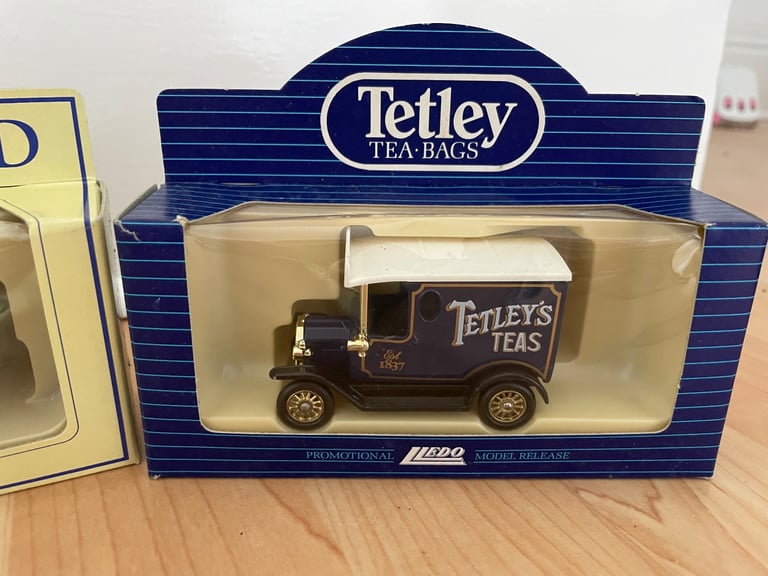 D
Tetley
TEA·BAGS
TETLEY'S
TEAS
Est
1837
PROMOTIONAL LLEDO MODEL RELEASE